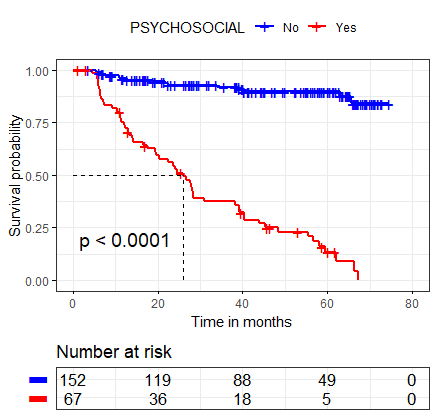 PSYCHOSOCIAL No Yes
Survival probability
1.00
0.75
0.50
0.25
0.00
p < 0.0001
0 20 40 60 80
Time in months
Number at risk
152 119 88 49 0
67 36 18 5 0